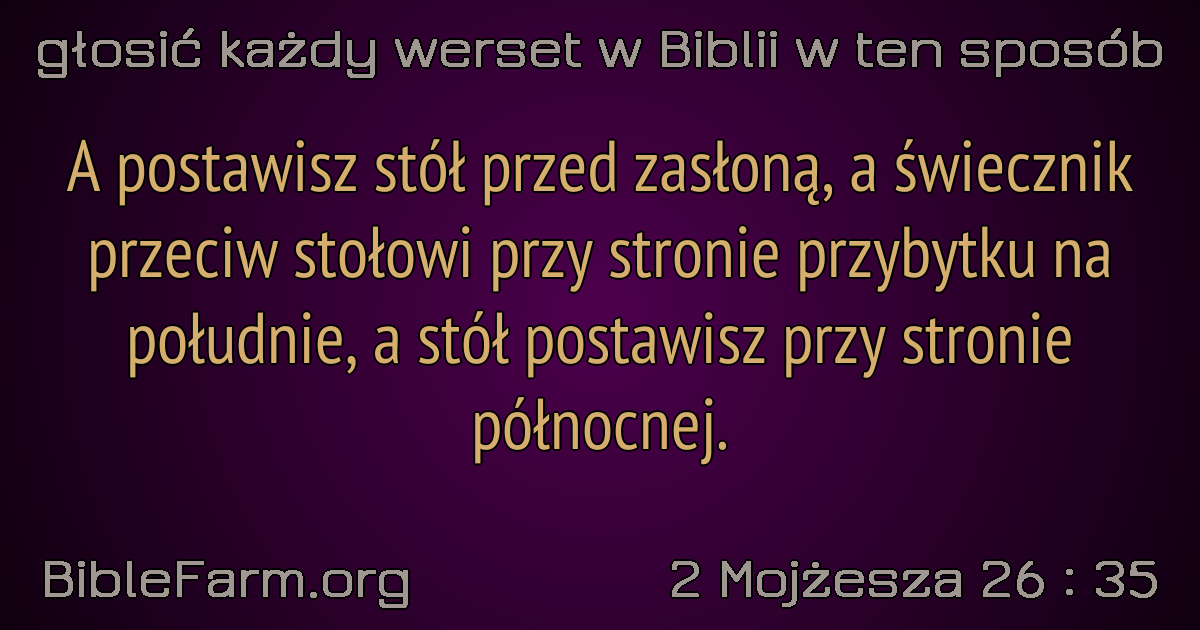 głosić każdy werset w Biblii w ten sposób
A postawisz stół przed zasłoną, a świecznik
przeciw stołowi przy stronie przybytku na
południe, a stół postawisz przy stronie
północnej.
BibleFarm.org
2 Mojżesza 26 : 35